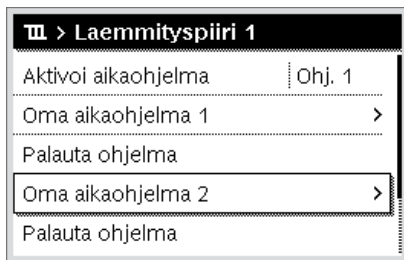 > Laemmityspiiri 1
Aktivoi aikaohjelma Ohj. 1
Oma aikaohjelma 1 >
Palauta ohjelma
Oma aikaohjelma 2 >
Palauta ohjelma